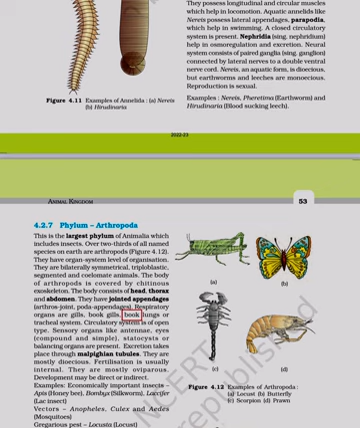 They possess longitudinal and circular muscles
which help in locomotion. Aquatic annelids like
Nereis possess lateral appendages, parapodia,
which help in swimming. A closed circulatory
system is present. Nephridia (sing. nephridium)
help in osmoregulation and excretion. Neural
system consists of paired ganglia (sing. ganglion)
connected by lateral nerves to a double ventral
nerve cord. Nereis, an aquatic form, is dioecious,
but earthworms and leeches are monoecious.
Reproduction is sexual.
Examples : Nereis, Pheretima (Earthworm) and
Hirudinaria (Blood sucking leech).
Figure 4.11 Examples of Annelida : (a) Nereis
(b) Hirudinaria
2022-23
ANIMAL KINGDOM
53
4.2.7 Phylum – Arthropoda
This is the largest phylum of Animalia which
includes insects. Over two-thirds of all named
species on earth are arthropods (Figure 4.12).
They have organ-system level of organisation.
They are bilaterally symmetrical, triploblastic,
segmented and coelomate animals. The body
of arthropods is covered by chitinous
exoskeleton. The body consists of head, thorax
and abdomen. They have jointed appendages
(arthros-joint, poda-appendages). Respiratory
organs are gills, book gills, book lungs or
tracheal system. Circulatory system is of open
type. Sensory organs like antennae, eyes
(compound and simple), statocysts or
balancing organs are present. Excretion takes
place through malpighian tubules. They are
mostly dioecious. Fertilisation is usually
internal. They are mostly oviparous.
Development may be direct or indirect.
Examples: Economically important insects –
Apis (Honey bee), Bombyx (Silkworm), Laccifer
(Lac insect)
Vectors – Anopheles, Culex and Aedes
(Mosquitoes)
Gregarious pest – Locusta (Locust)
(a)
(b)
(c)
(d)
Figure 4.12 Examples of Arthropoda :
(a) Locust (b) Butterfly
(c) Scorpion (d) Prawn
republished